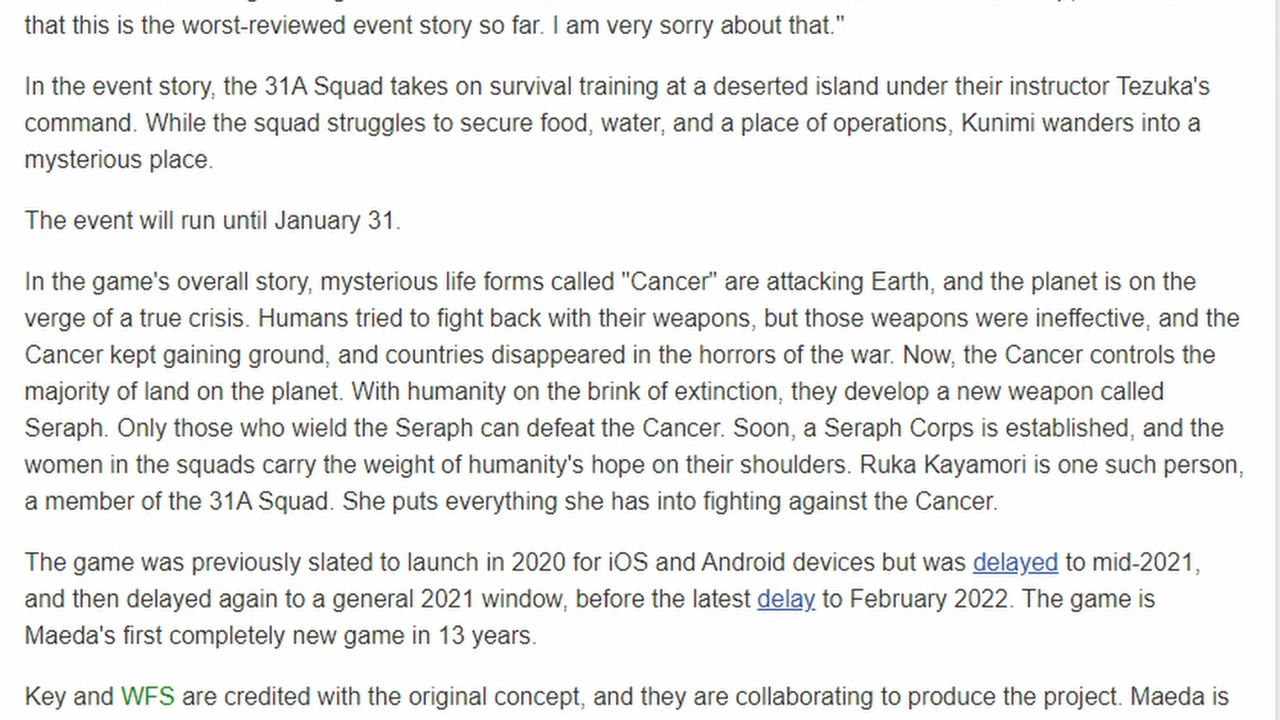 that this is the worst-reviewed event story so far. I am very sorry about that."
In the event story, the 31A Squad takes on survival training at a deserted island under their instructor Tezuka's
command. While the squad struggles to secure food, water, and a place of operations, Kunimi wanders into a
mysterious place.
The event will run until January 31.
In the game's overall story, mysterious life forms called "Cancer" are attacking Earth, and the planet is on the
verge of a true crisis. Humans tried to fight back with their weapons, but those weapons were ineffective, and the
Cancer kept gaining ground, and countries disappeared in the horrors of the war. Now, the Cancer controls the
majority of land on the planet. With humanity on the brink of extinction, they develop a new weapon called
Seraph. Only those who wield the Seraph can defeat the Cancer. Soon, a Seraph Corps is established, and the
women in the squads carry the weight of humanity's hope on their shoulders. Ruka Kayamori is one such person,
a member of the 31A Squad. She puts everything she has into fighting against the Cancer.
The game was previously slated to launch in 2020 for iOS and Android devices but was delayed to mid-2021,
and then delayed again to a general 2021 window, before the latest delay to February 2022. The game is
Maeda's first completely new game in 13 years.
Key and WFS are credited with the original concept, and they are collaborating to produce the project. Maeda is